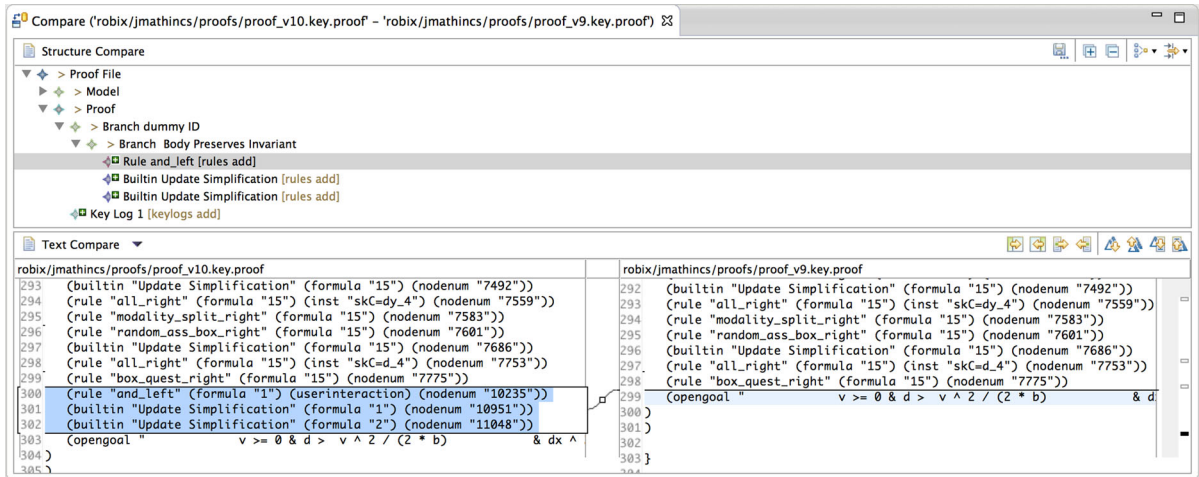 Compare ('robix/jmathincs/proofs/proof_v10.key.proof' – 'robix/jmathincs/proofs/proof_v9.key.proof')
Structure Compare
> Proof File
> Model
> Proof
> Branch dummy ID
> Branch Body Preserves Invariant
Rule and_left [rules add]
Builtin Update Simplification [rules add]
Builtin Update Simplification [rules add]
Key Log 1 [keylogs add]
Text Compare
robix/jmathincs/proofs/proof_v10.key.proof
293 (builtin "Update Simplification" (formula "15") (nodenum "7492"))
294 (rule "all_right" (formula "15") (inst "skC=dy_4") (nodenum "7559"))
295 (rule "modality_split_right" (formula "15") (nodenum "7583"))
296 (rule "random_ass_box_right" (formula "15") (nodenum "7601"))
297 (builtin "Update Simplification" (formula "15") (nodenum "7686"))
298 (rule "all_right" (formula "15") (inst "skC=d_4") (nodenum "7753"))
299 (rule "box_quest_right" (formula "15") (nodenum "7775"))
300 (rule "and_left" (formula "1") (userinteraction) (nodenum "10235"))
301 (builtin "Update Simplification" (formula "1") (nodenum "10951"))
302 (builtin "Update Simplification" (formula "2") (nodenum "11048"))
303 (opengoal " v >= 0 & d > v ^ 2 / (2 * b) & dx ^
304 )
305 )
robix/jmathincs/proofs/proof_v9.key.proof
292 (builtin "Update Simplification" (formula "15") (nodenum "7492"))
293 (rule "all_right" (formula "15") (inst "skC=dy_4") (nodenum "7559"))
294 (rule "modality_split_right" (formula "15") (nodenum "7583"))
295 (rule "random_ass_box_right" (formula "15") (nodenum "7601"))
296 (builtin "Update Simplification" (formula "15") (nodenum "7686"))
297 (rule "all_right" (formula "15") (inst "skC=d_4") (nodenum "7753"))
298 (rule "box_quest_right" (formula "15") (nodenum "7775"))
299 (opengoal " v >= 0 & d > v ^ 2 / (2 * b) & d
300 )
301 )
302
303 }